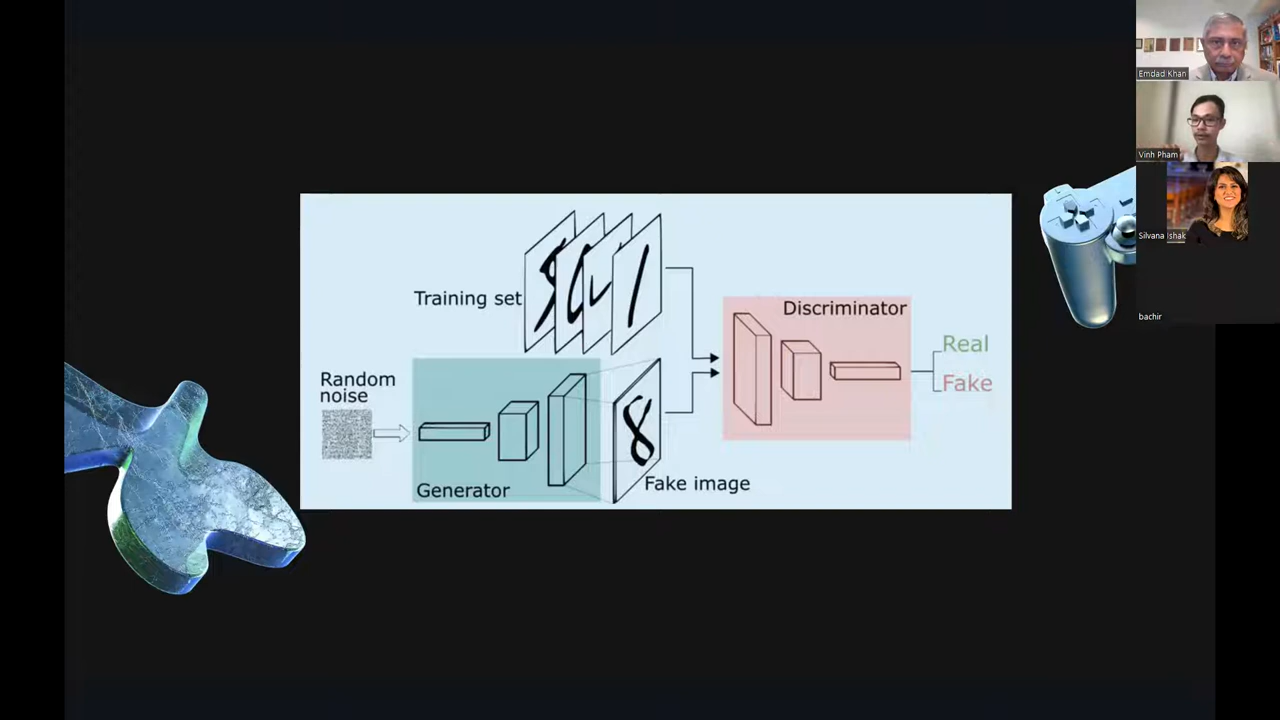 Training set
Random
noise
Generator
Fake image
Discriminator
Real
Fake
Emdad Khan
Vinh Pham
Silvana Ishak
bachir